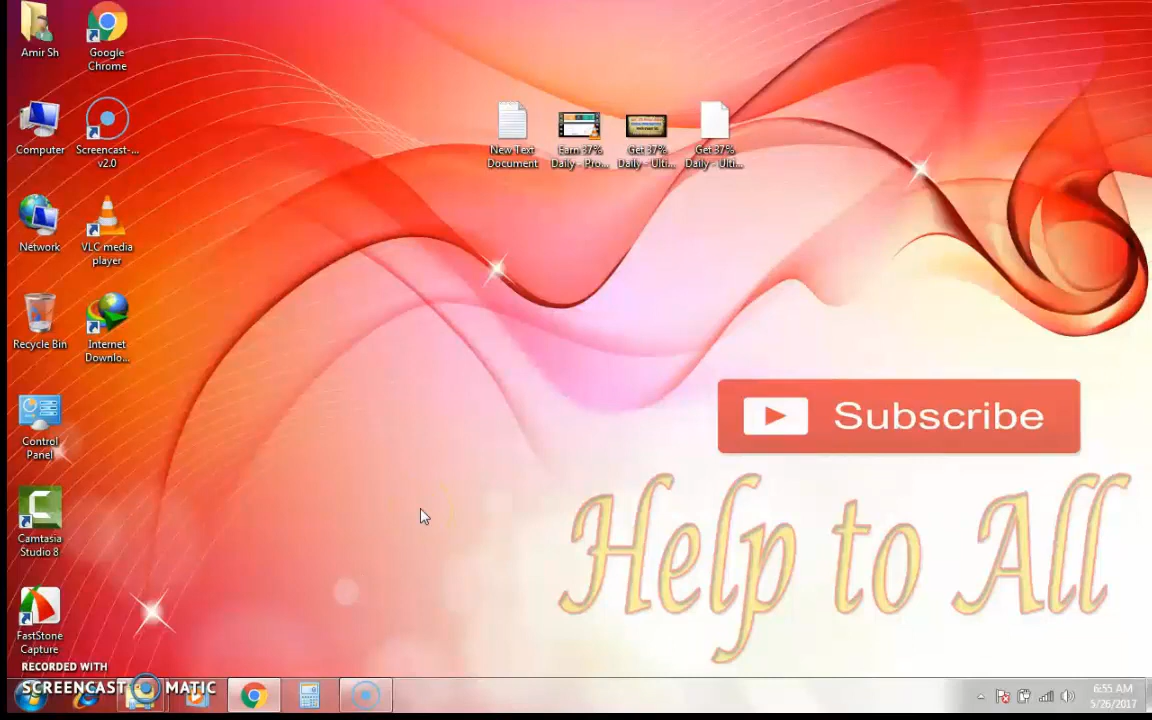 Amir Sh
Google
Chrome
Computer
Screencast-...
v2.0
New Text
Document
Earn 37%
Daily - Pro...
Get 37%
Daily - Ulti...
Get 37%
Daily - Ulti...
Network
VLC media
player
Recycle Bin
Internet
Downlo...
Control
Panel
Subscribe
Help to All
Camtasia
Studio 8
FastStone
Capture
RECORDED WITH
SCREENCAST MATIC
6:55 AM
5/26/2017